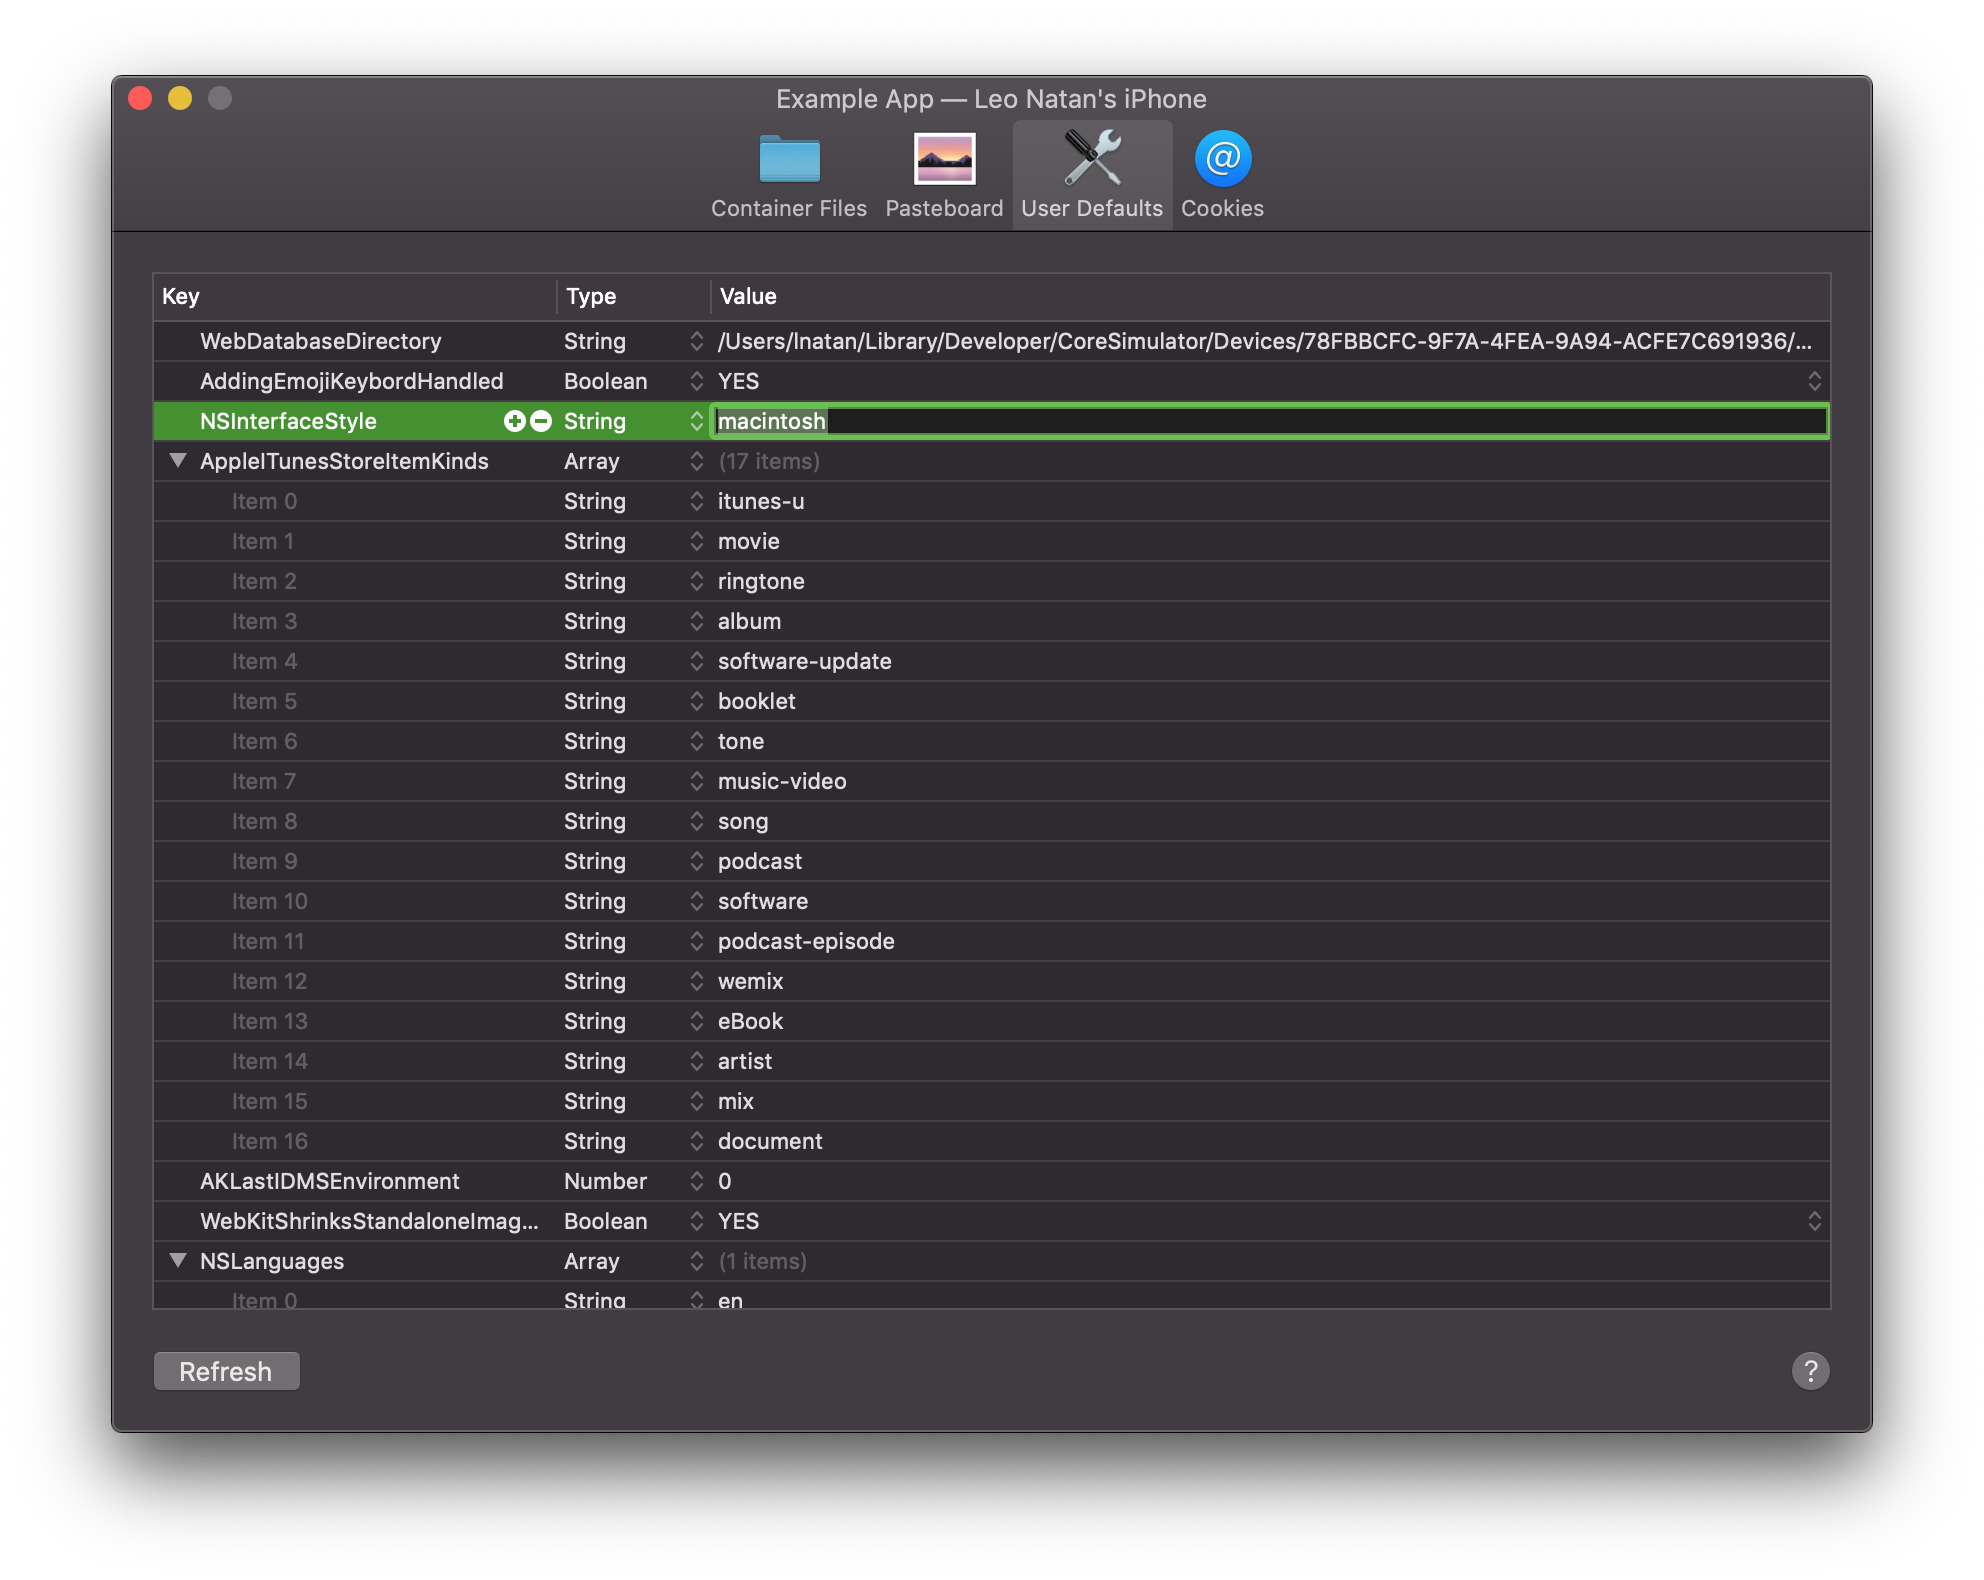 Example App — Leo Natan's iPhone
@
Container Files Pasteboard User Defaults Cookies
Key Type Value
WebDatabaseDirectory String /Users/lnatan/Library/Developer/CoreSimulator/Devices/78FBBCFC-9F7A-4FEA-9A94-ACFE7C691936/...
AddingEmojiKeybordHandled Boolean YES
NSInterfaceStyle String macintosh
AppleITunesStoreItemKinds Array (17 items)
Item 0 String itunes-u
Item 1 String movie
Item 2 String ringtone
Item 3 String album
Item 4 String software-update
Item 5 String booklet
Item 6 String tone
Item 7 String music-video
Item 8 String song
Item 9 String podcast
Item 10 String software
Item 11 String podcast-episode
Item 12 String wemix
Item 13 String eBook
Item 14 String artist
Item 15 String mix
Item 16 String document
AKLastIDMSEnvironment Number 0
WebKitShrinksStandaloneImag... Boolean YES
NSLanguages Array (1 items)
Item 0 String en
Refresh ?